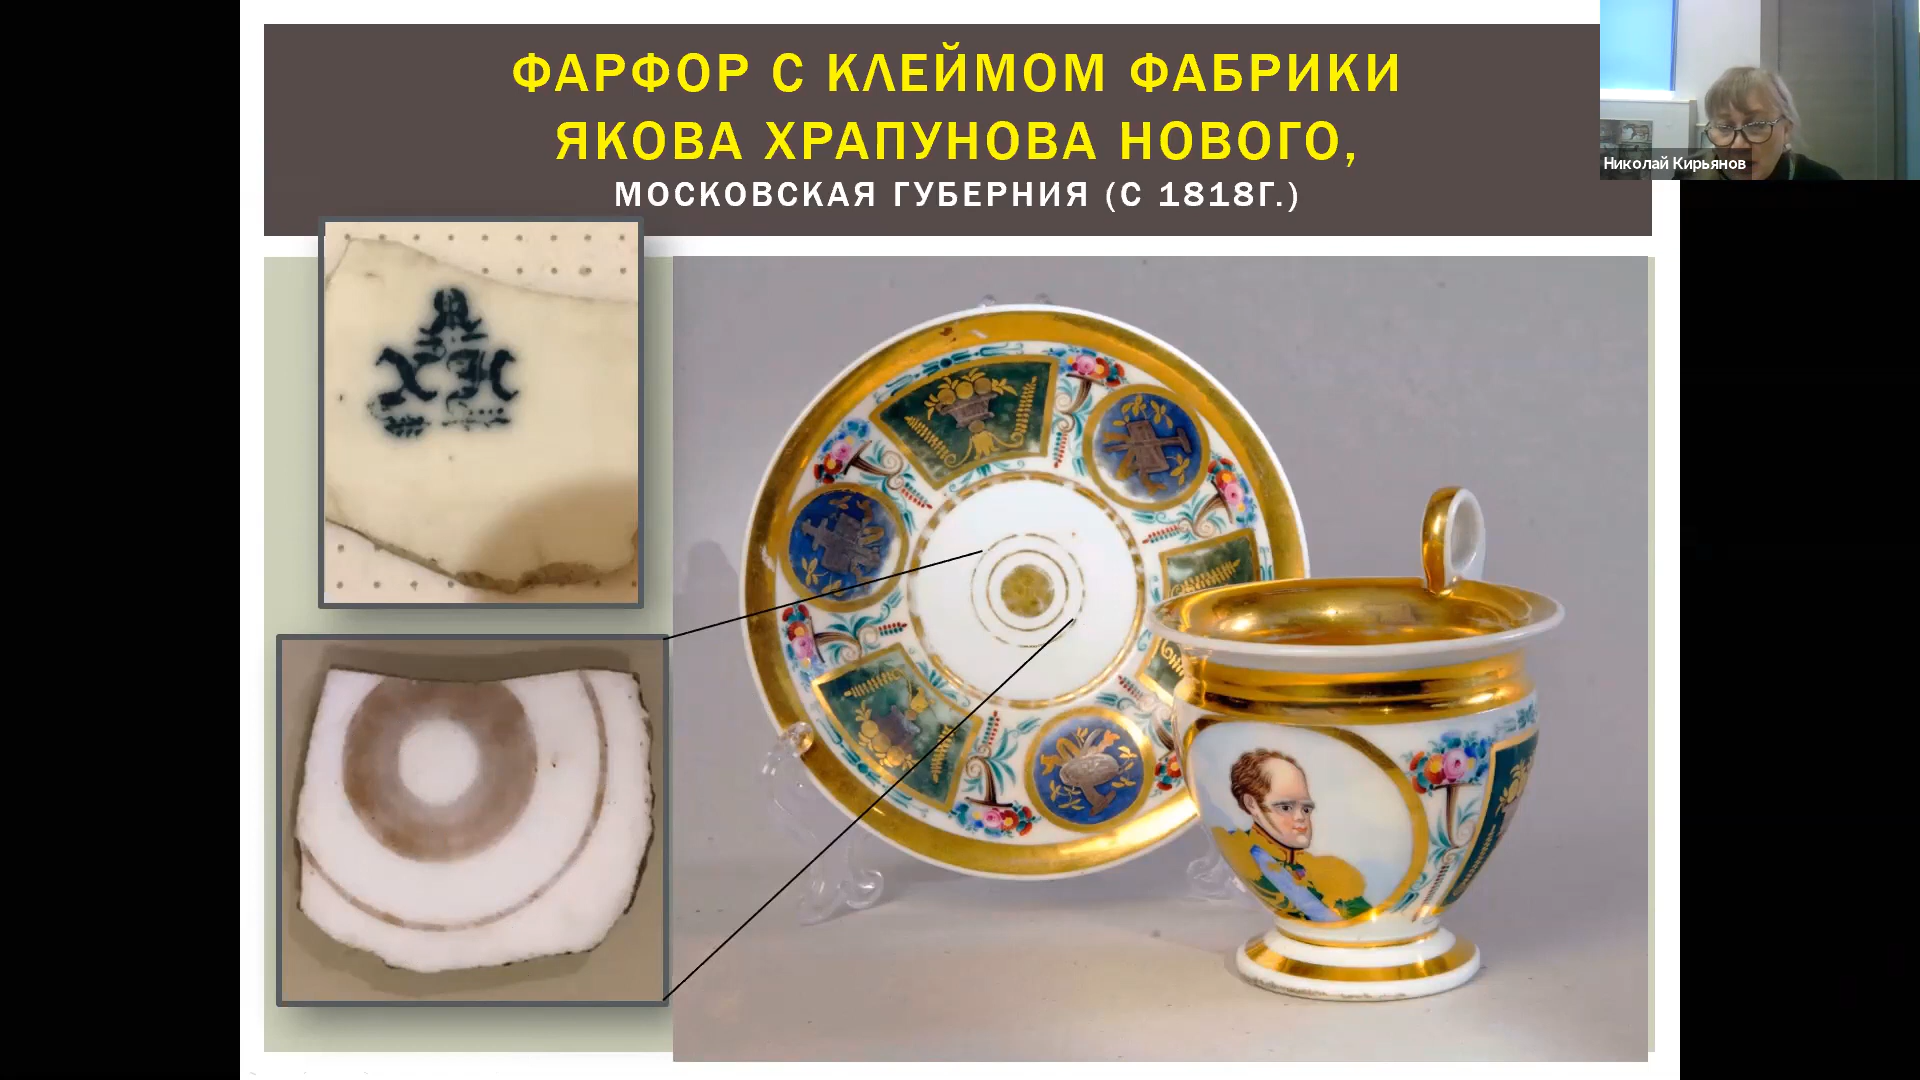 ФАРФОР С КЛЕЙМОМ ФАБРИКИ
ЯКОВА ХРАПУНОВА НОВОГО,
МОСКОВСКАЯ ГУБЕРНИЯ (С 1818Г.)
Николай Кирьянов